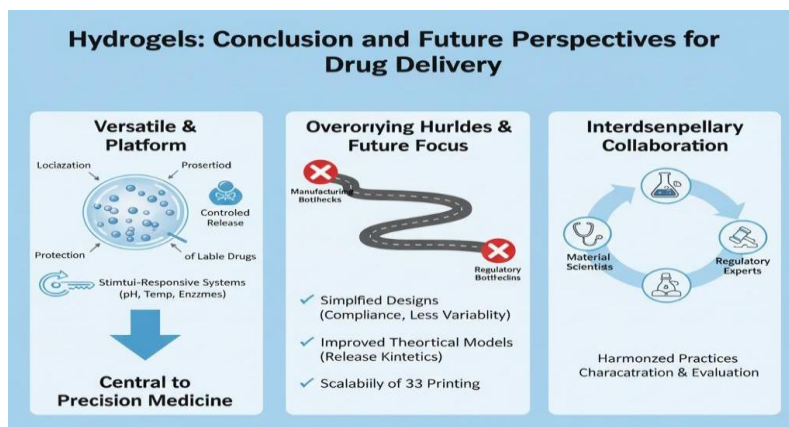 Hydrogels: Conclusion and Future Perspectives for
Drug Delivery
Versatile &
Platform
Lociazation
Prosertiod
Controled
Release
Protection
of Lable Drugs
Stimtui-Responsive Systems
(pH, Temp, Enzzmes)
Central to
Precision Medicine
Overorıying Hurldes &
Future Focus
Manufacturing
Botlhecks
Regulatory
Bottleclins
✓ Simplfied Designs
(Compliance, Less Variablity)
✓ Improved Theortical Models
(Release Kintetics)
✓ Scalabiily of 33 Printing
Interdsenpellary
Collaboration
Material
Scientists
Regulatory
Experts
Harmonzed Practices
Characatration & Evaluation